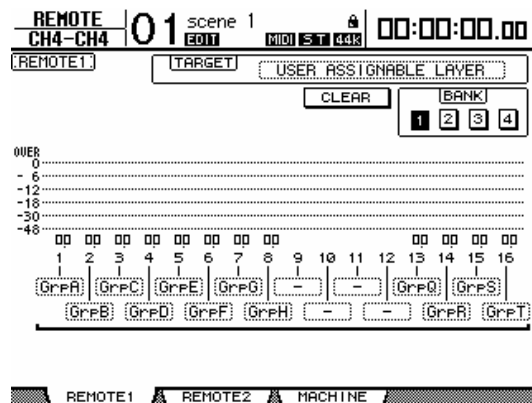 REMOTE
CH4-CH4
01 scene 1
EDIT MIDI ST 44k
00:00:00.00
REMOTE1 TARGET USER ASSIGNABLE LAYER
CLEAR BANK
1 2 3 4
OVER
0
- 6
-12
-18
-30
-48
00 00 00 00 00 00 00 00 00 00 00 00
1 2 3 4 5 6 7 8 9 10 11 12 13 14 15 16
GrpA GrpC GrpE GrpG - - GrpQ GrpS
GrpB GrpD GrpF GrpH - - GrpR GrpT
REMOTE1 REMOTE2 MACHINE